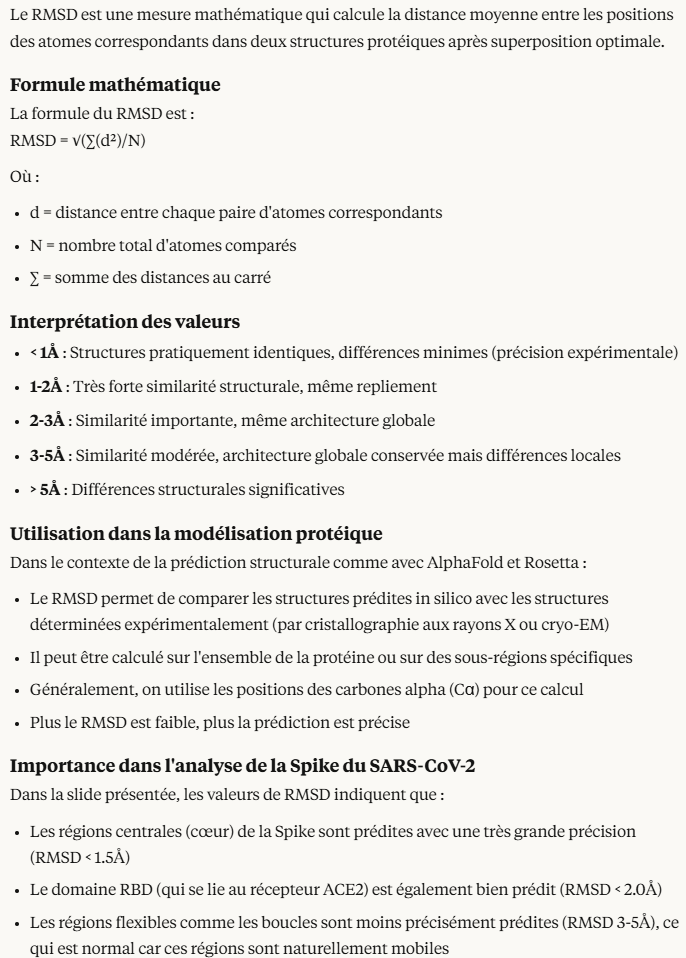 Le RMSD est une mesure mathématique qui calcule la distance moyenne entre les positions
des atomes correspondants dans deux structures protéiques après superposition optimale.
Formule mathématique
La formule du RMSD est :
RMSD = √(∑(d²)/N)
Où :
• d = distance entre chaque paire d'atomes correspondants
• N = nombre total d'atomes comparés
• ∑ = somme des distances au carré
Interprétation des valeurs
• < 1Å : Structures pratiquement identiques, différences minimes (précision expérimentale)
• 1-2Å : Très forte similarité structurale, même repliement
• 2-3Å : Similarité importante, même architecture globale
• 3-5Å : Similarité modérée, architecture globale conservée mais différences locales
• > 5Å : Différences structurales significatives
Utilisation dans la modélisation protéique
Dans le contexte de la prédiction structurale comme avec AlphaFold et Rosetta :
• Le RMSD permet de comparer les structures prédites in silico avec les structures
déterminées expérimentalement (par cristallographie aux rayons X ou cryo-EM)
• Il peut être calculé sur l'ensemble de la protéine ou sur des sous-régions spécifiques
• Généralement, on utilise les positions des carbones alpha (Cα) pour ce calcul
• Plus le RMSD est faible, plus la prédiction est précise
Importance dans l'analyse de la Spike du SARS-CoV-2
Dans la slide présentée, les valeurs de RMSD indiquent que :
• Les régions centrales (cœur) de la Spike sont prédites avec une très grande précision
(RMSD < 1.5Å)
• Le domaine RBD (qui se lie au récepteur ACE2) est également bien prédit (RMSD < 2.0Å)
• Les régions flexibles comme les boucles sont moins précisément prédites (RMSD 3-5Å), ce
qui est normal car ces régions sont naturellement mobiles